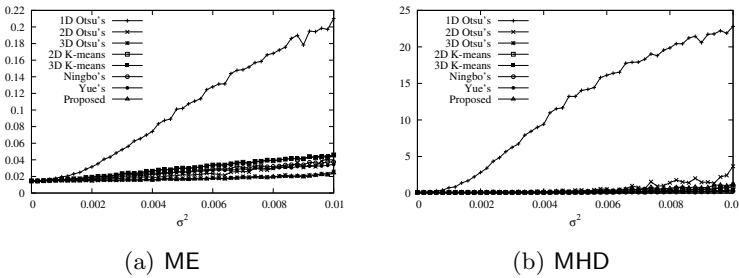 0.22
0.2
0.18
0.16
0.14
0.12
0.1
0.08
0.06
0.04
0.02
0
1D Otsu's
2D Otsu's
3D Otsu's
2D K-means
3D K-means
Ningbo's
Yue's
Proposed
0 0.002 0.004 0.006 0.008 0.01
σ²
(a) ME
25
20
15
10
5
0
1D Otsu's
2D Otsu's
3D Otsu's
2D K-means
3D K-means
Ningbo's
Yue's
Proposed
0 0.002 0.004 0.006 0.008 0.01
σ²
(b) MHD